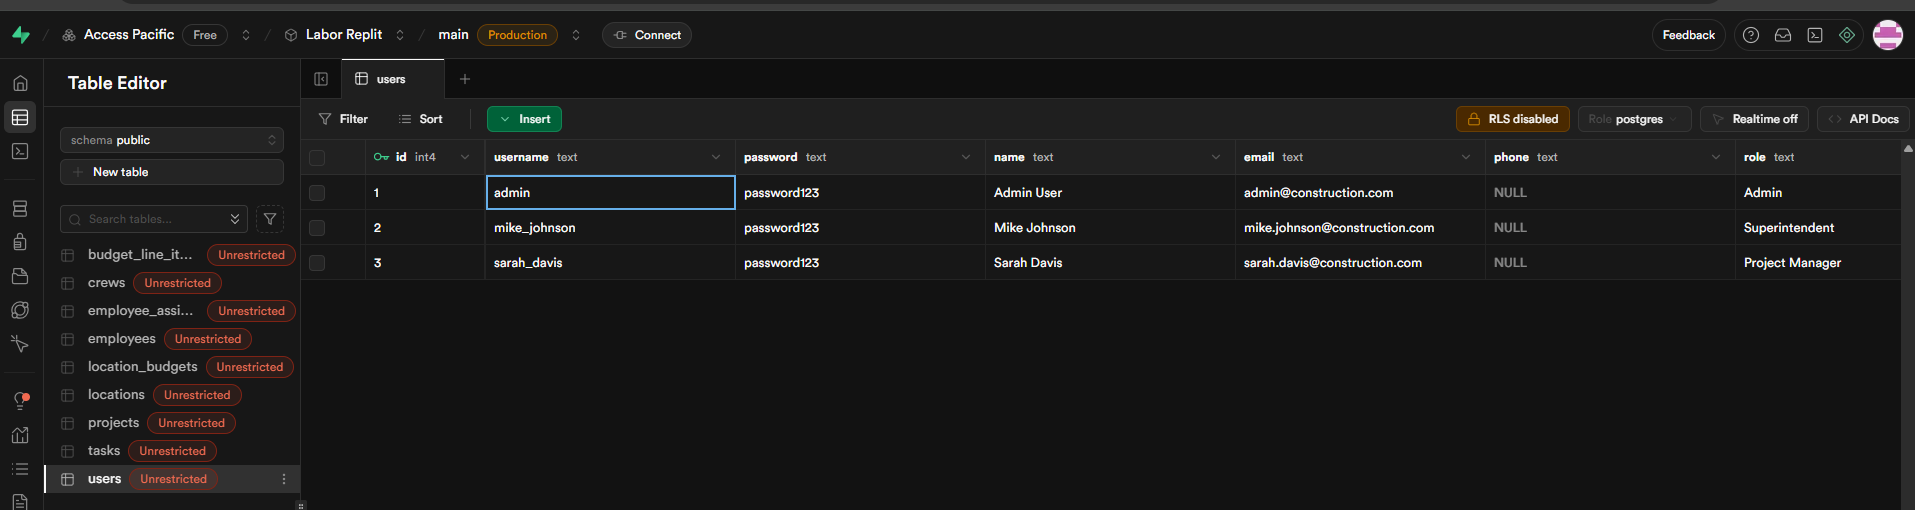 Access Pacific Free / Labor Replit / main Production Connect Feedback
Table Editor
users
schema public
New table
Search tables...
budget_line_it... Unrestricted
crews Unrestricted
employee_assi... Unrestricted
employees Unrestricted
location_budgets Unrestricted
locations Unrestricted
projects Unrestricted
tasks Unrestricted
users Unrestricted
Filter Sort Insert RLS disabled Role postgres Realtime off API Docs
id int4 username text password text name text email text phone text role text
1 admin password123 Admin User admin@construction.com NULL Admin
2 mike_johnson password123 Mike Johnson mike.johnson@construction.com NULL Superintendent
3 sarah_davis password123 Sarah Davis sarah.davis@construction.com NULL Project Manager